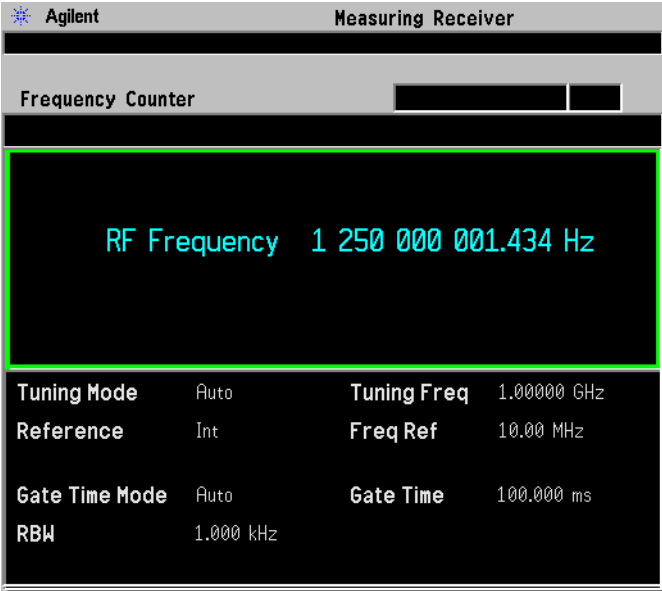 Agilent Measuring Receiver
Frequency Counter
RF Frequency 1 250 000 001.434 Hz
Tuning Mode Auto Tuning Freq 1.00000 GHz
Reference Int Freq Ref 10.00 MHz
Gate Time Mode Auto Gate Time 100.000 ms
RBW 1.000 kHz